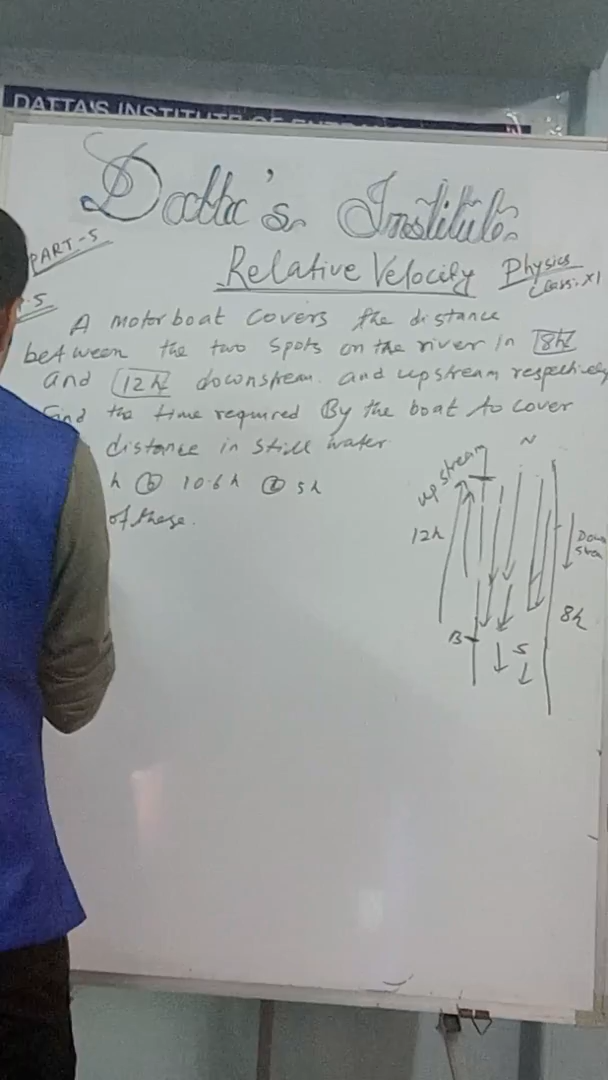 DATTA'S INSTITUTE OF
Datta's Institute
PART-5
Relative Velocity
Physics
Class-XI
5
A motorboat covers the distance
between the two spots on the river in 8h
and 12h downstream and upstream respectively
Find the time required By the boat to cover
distance in still water
h (b) 10.6h (c) 5h
of these.
upstream
N
12h
Down
stream
8h
B
S